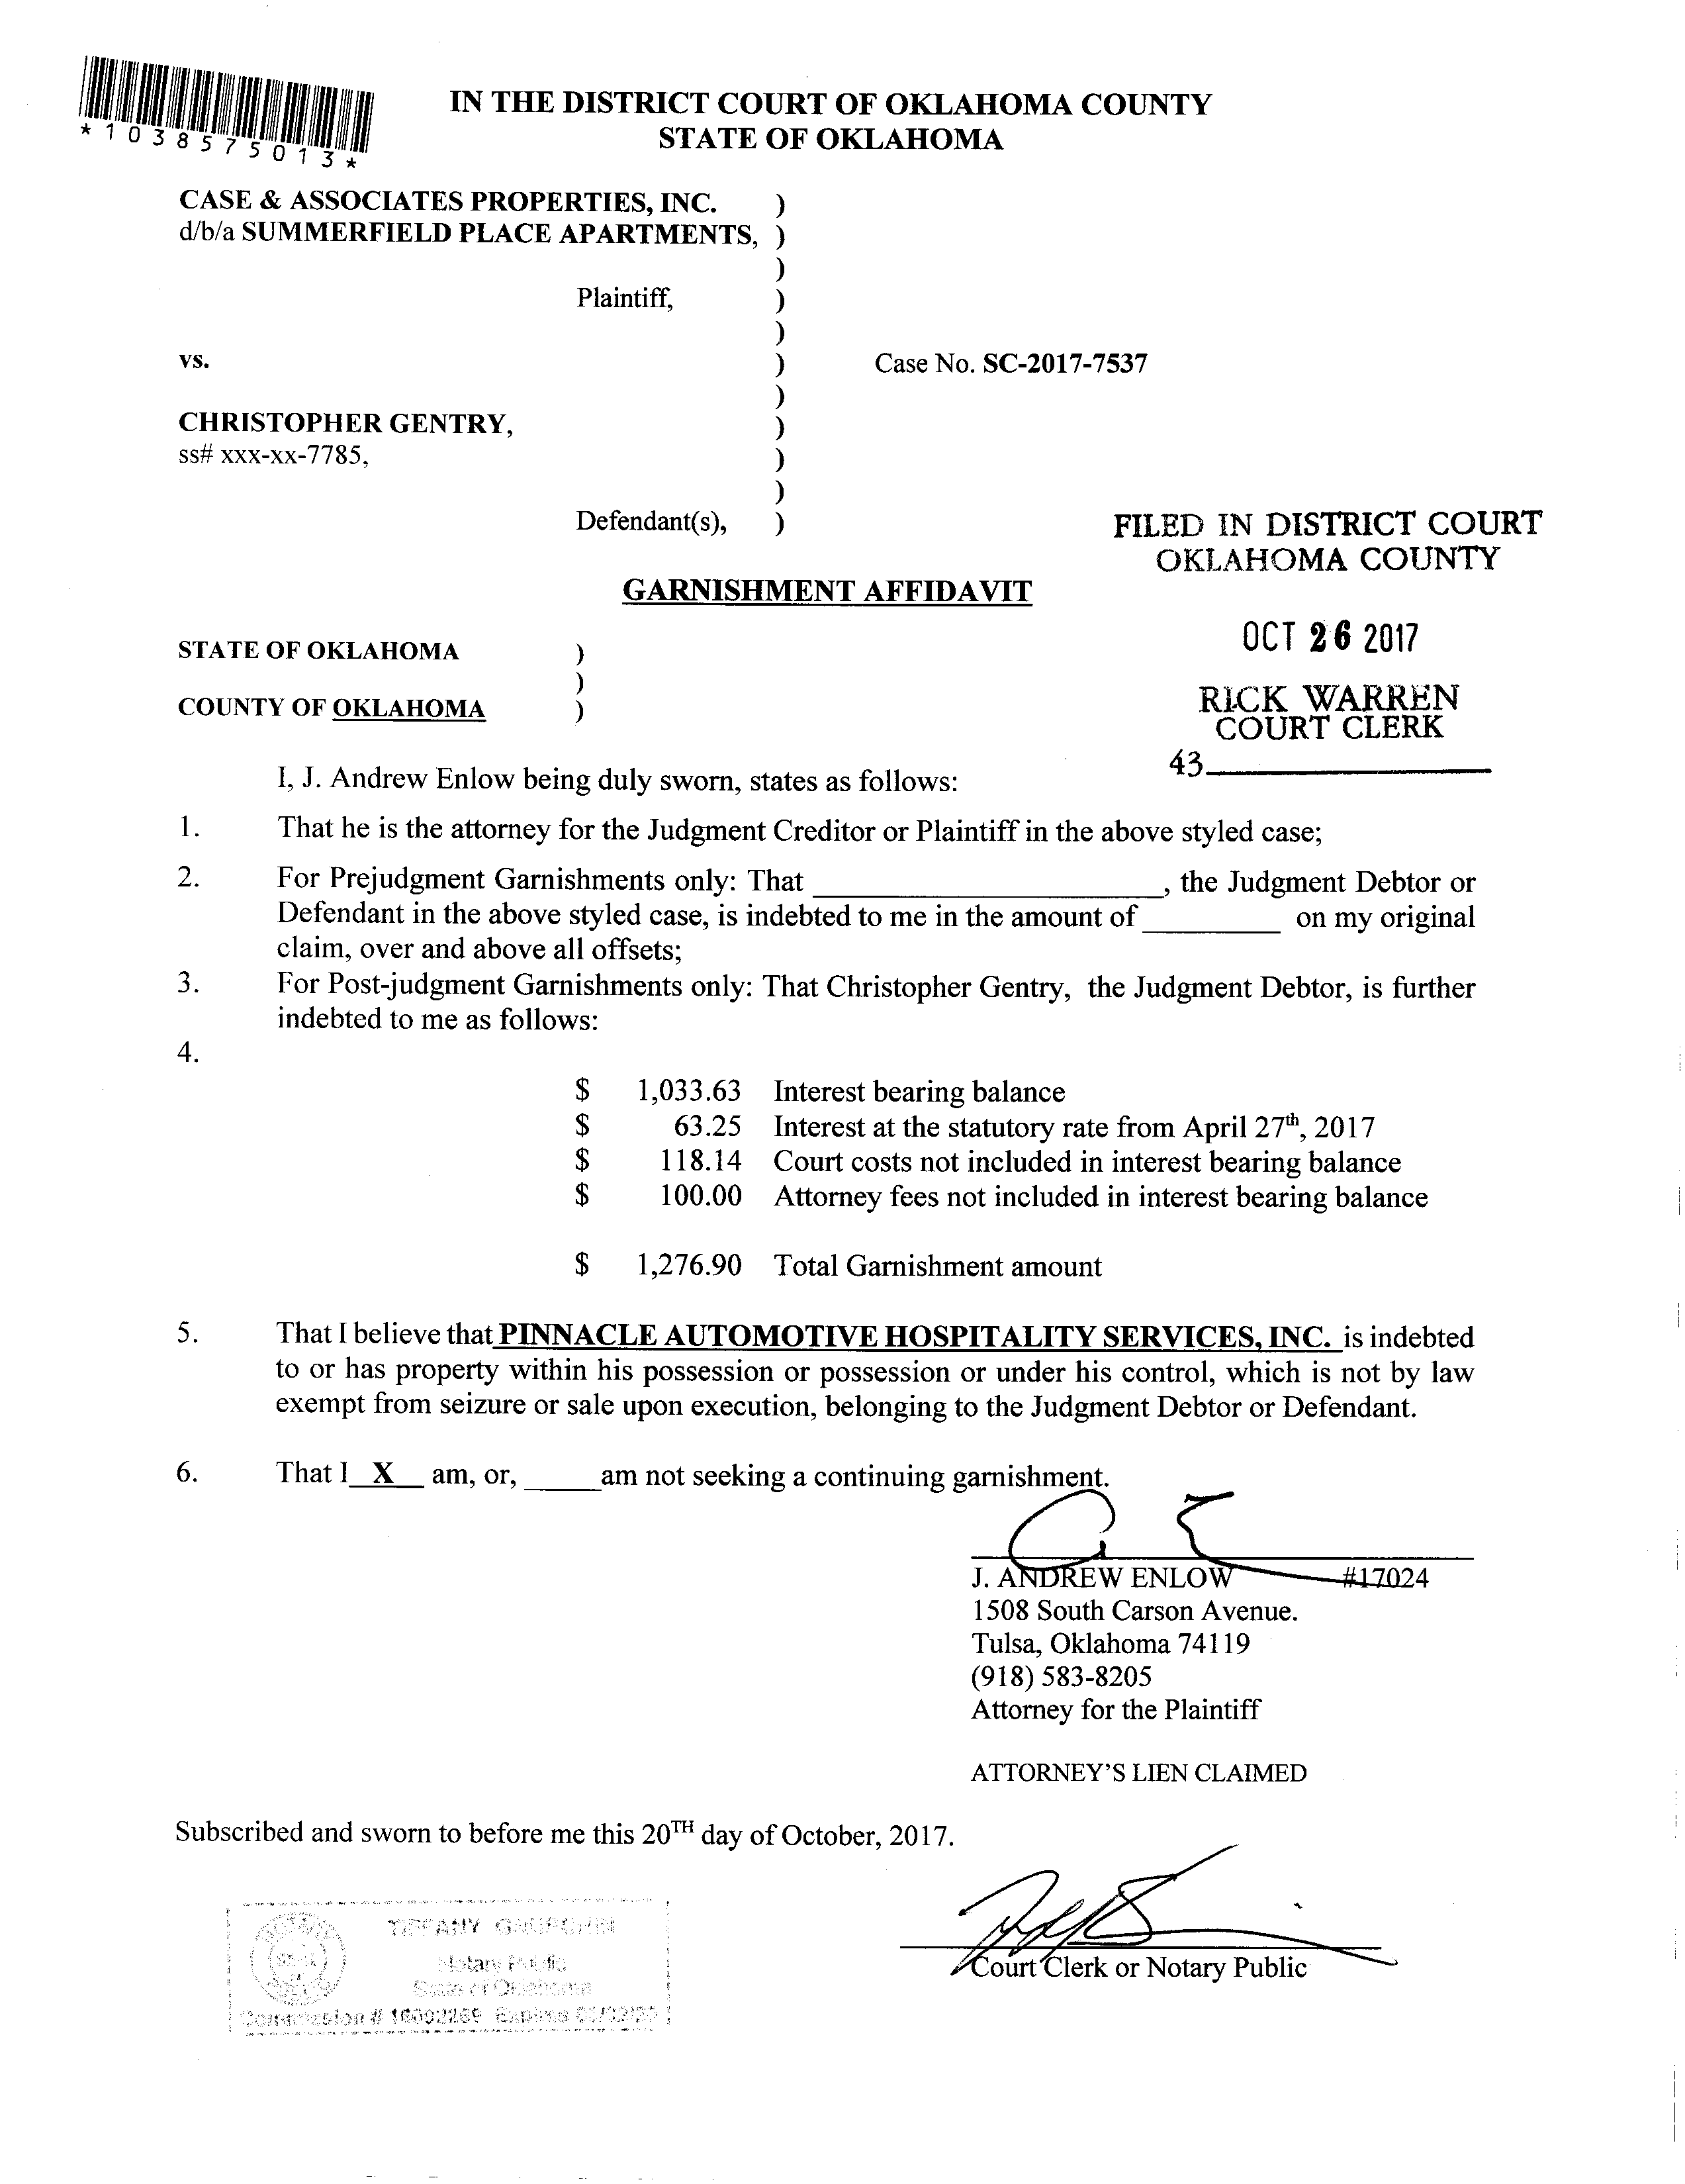 IN THE DISTRICT COURT OF OKLAHOMA COUNTY
STATE OF OKLAHOMA
*1038575013*
CASE & ASSOCIATES PROPERTIES, INC. )
d/b/a SUMMERFIELD PLACE APARTMENTS, )
)
Plaintiff, )
)
vs. ) Case No. SC-2017-7537
)
CHRISTOPHER GENTRY, )
ss# xxx-xx-7785, )
)
Defendant(s), )
FILED IN DISTRICT COURT
OKLAHOMA COUNTY
GARNISHMENT AFFIDAVIT
OCT 26 2017
STATE OF OKLAHOMA )
)
COUNTY OF OKLAHOMA )
RICK WARREN
COURT CLERK
43
I, J. Andrew Enlow being duly sworn, states as follows:
1. That he is the attorney for the Judgment Creditor or Plaintiff in the above styled case;
2. For Prejudgment Garnishments only: That ____________, the Judgment Debtor or
Defendant in the above styled case, is indebted to me in the amount of ________ on my original
claim, over and above all offsets;
3. For Post-judgment Garnishments only: That Christopher Gentry, the Judgment Debtor, is further
indebted to me as follows:
4.
$ 1,033.63 Interest bearing balance
$ 63.25 Interest at the statutory rate from April 27th, 2017
$ 118.14 Court costs not included in interest bearing balance
$ 100.00 Attorney fees not included in interest bearing balance
$ 1,276.90 Total Garnishment amount
5. That I believe that PINNACLE AUTOMOTIVE HOSPITALITY SERVICES, INC. is indebted
to or has property within his possession or possession or under his control, which is not by law
exempt from seizure or sale upon execution, belonging to the Judgment Debtor or Defendant.
6. That I X am, or, _____am not seeking a continuing garnishment.
J. ANDREW ENLOW #17024
1508 South Carson Avenue.
Tulsa, Oklahoma 74119
(918) 583-8205
Attorney for the Plaintiff
ATTORNEY'S LIEN CLAIMED
Subscribed and sworn to before me this 20TH day of October, 2017.
TIFFANY
Notary Public
State of Oklahoma
Commission # Expires
Court Clerk or Notary Public